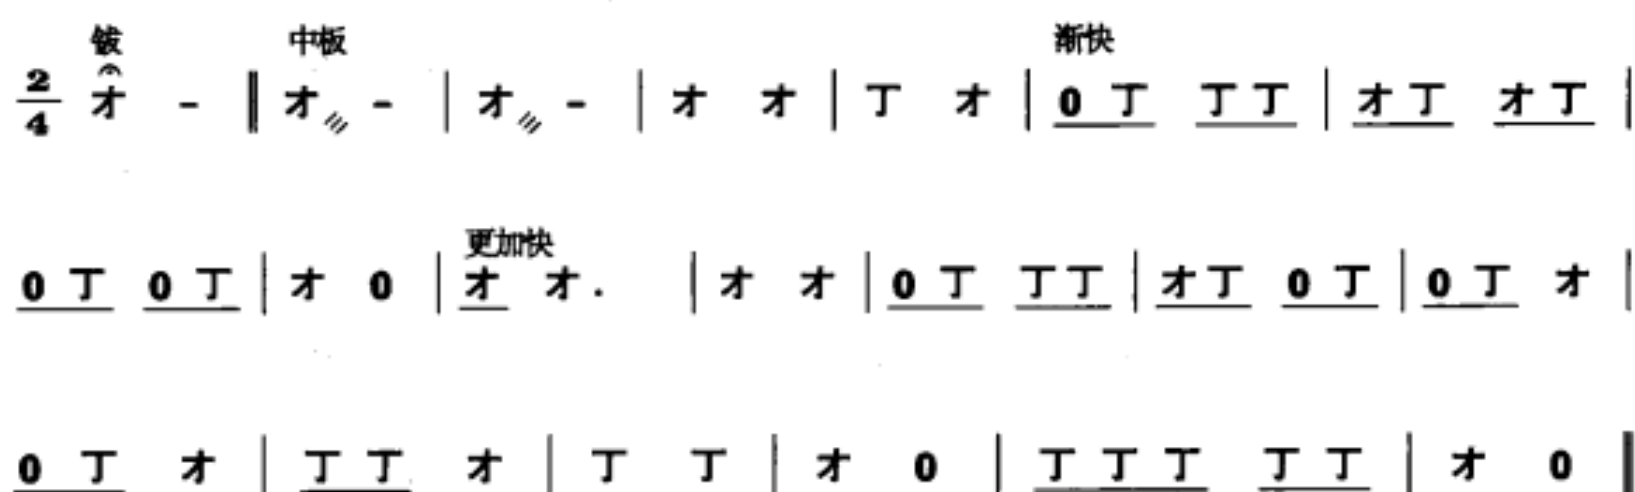 钹 中板 渐快
2/4 才 - ‖ 才 - | 才 - | 才 才 | 丁 才 | 0 丁 丁 丁 | 才 丁 才 丁 |
更加快
0 丁 0 丁 | 才 0 | 才 才. | 才 才 | 0 丁 丁 丁 | 才 丁 0 丁 | 0 丁 才 |
0 丁 才 | 丁 丁 才 | 丁 丁 | 才 0 | 丁 丁 丁 丁 丁 | 才 0 ‖